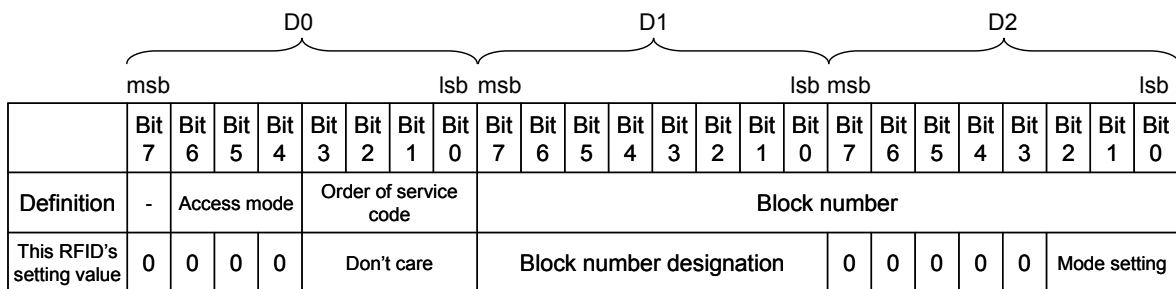 D0 D1 D2
msb lsb msb lsb msb lsb
Bit 7 Bit 6 Bit 5 Bit 4 Bit 3 Bit 2 Bit 1 Bit 0 Bit 7 Bit 6 Bit 5 Bit 4 Bit 3 Bit 2 Bit 1 Bit 0 Bit 7 Bit 6 Bit 5 Bit 4 Bit 3 Bit 2 Bit 1 Bit 0
Definition - Access mode Order of service code Block number
This RFID's setting value 0 0 0 0 Don't care Block number designation 0 0 0 0 0 Mode setting